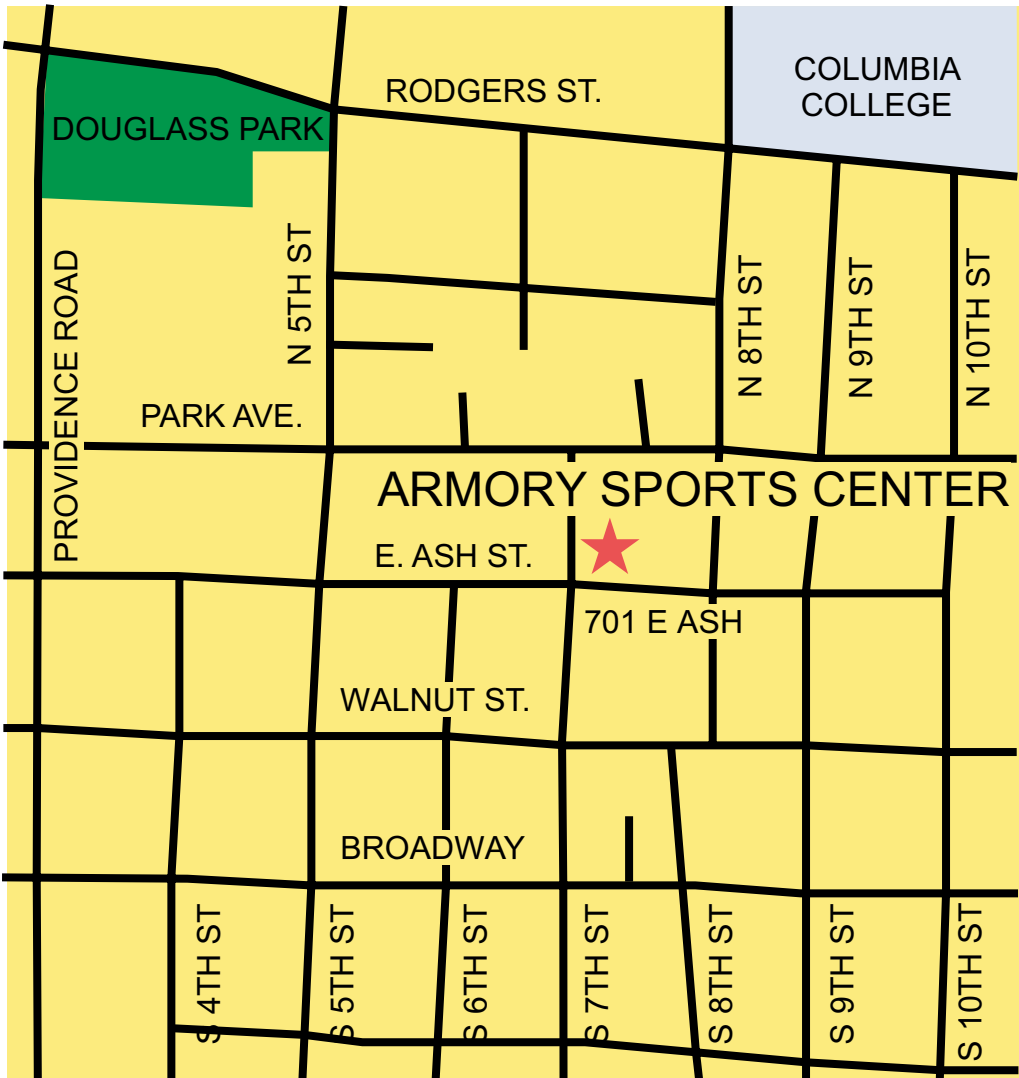 COLUMBIA
COLLEGE
RODGERS ST.
DOUGLASS PARK
PROVIDENCE ROAD
N 5TH ST
N 8TH ST
N 9TH ST
N 10TH ST
PARK AVE.
ARMORY SPORTS CENTER
E. ASH ST.
701 E ASH
WALNUT ST.
BROADWAY
S 4TH ST
S 5TH ST
S 6TH ST
S 7TH ST
S 8TH ST
S 9TH ST
S 10TH ST